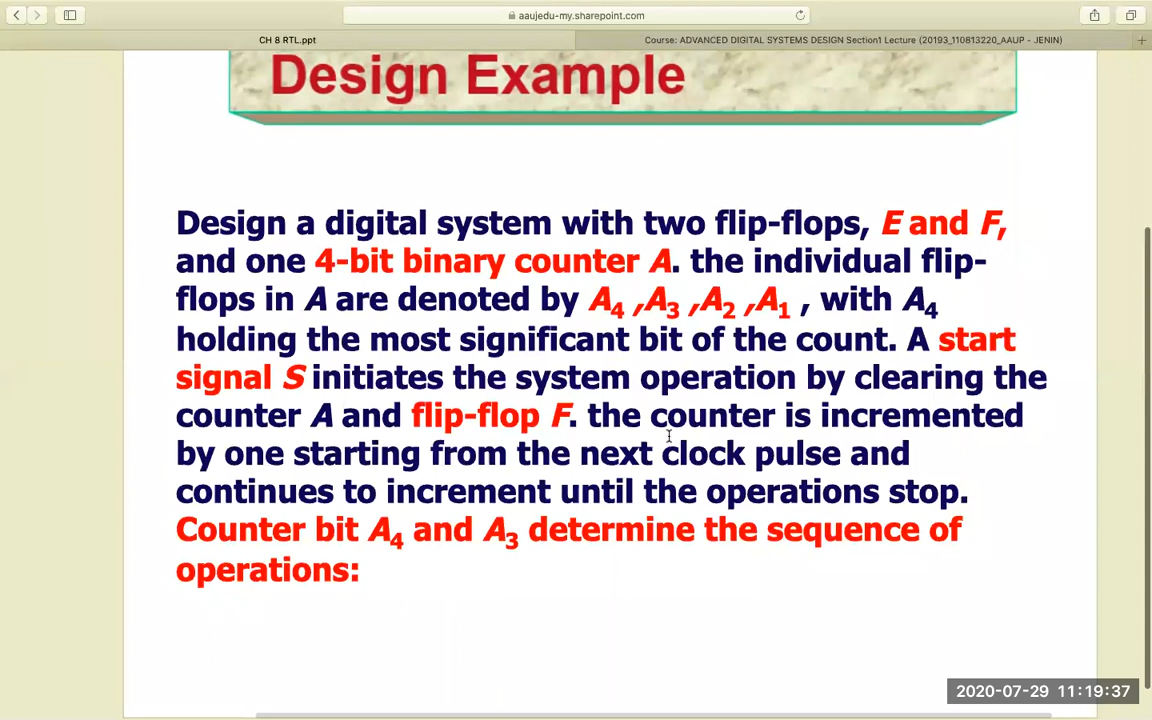 aaujedu-my.sharepoint.com
CH 8 RTL.ppt
Course: ADVANCED DIGITAL SYSTEMS DESIGN Section1 Lecture (20193_110813220_AAUP - JENIN)
Design Example
Design a digital system with two flip-flops, E and F,
and one 4-bit binary counter A. the individual flip-
flops in A are denoted by A4 ,A3 ,A2 ,A1 , with A4
holding the most significant bit of the count. A start
signal S initiates the system operation by clearing the
counter A and flip-flop F. the counter is incremented
by one starting from the next clock pulse and
continues to increment until the operations stop.
Counter bit A4 and A3 determine the sequence of
operations:
2020-07-29 11:19:37